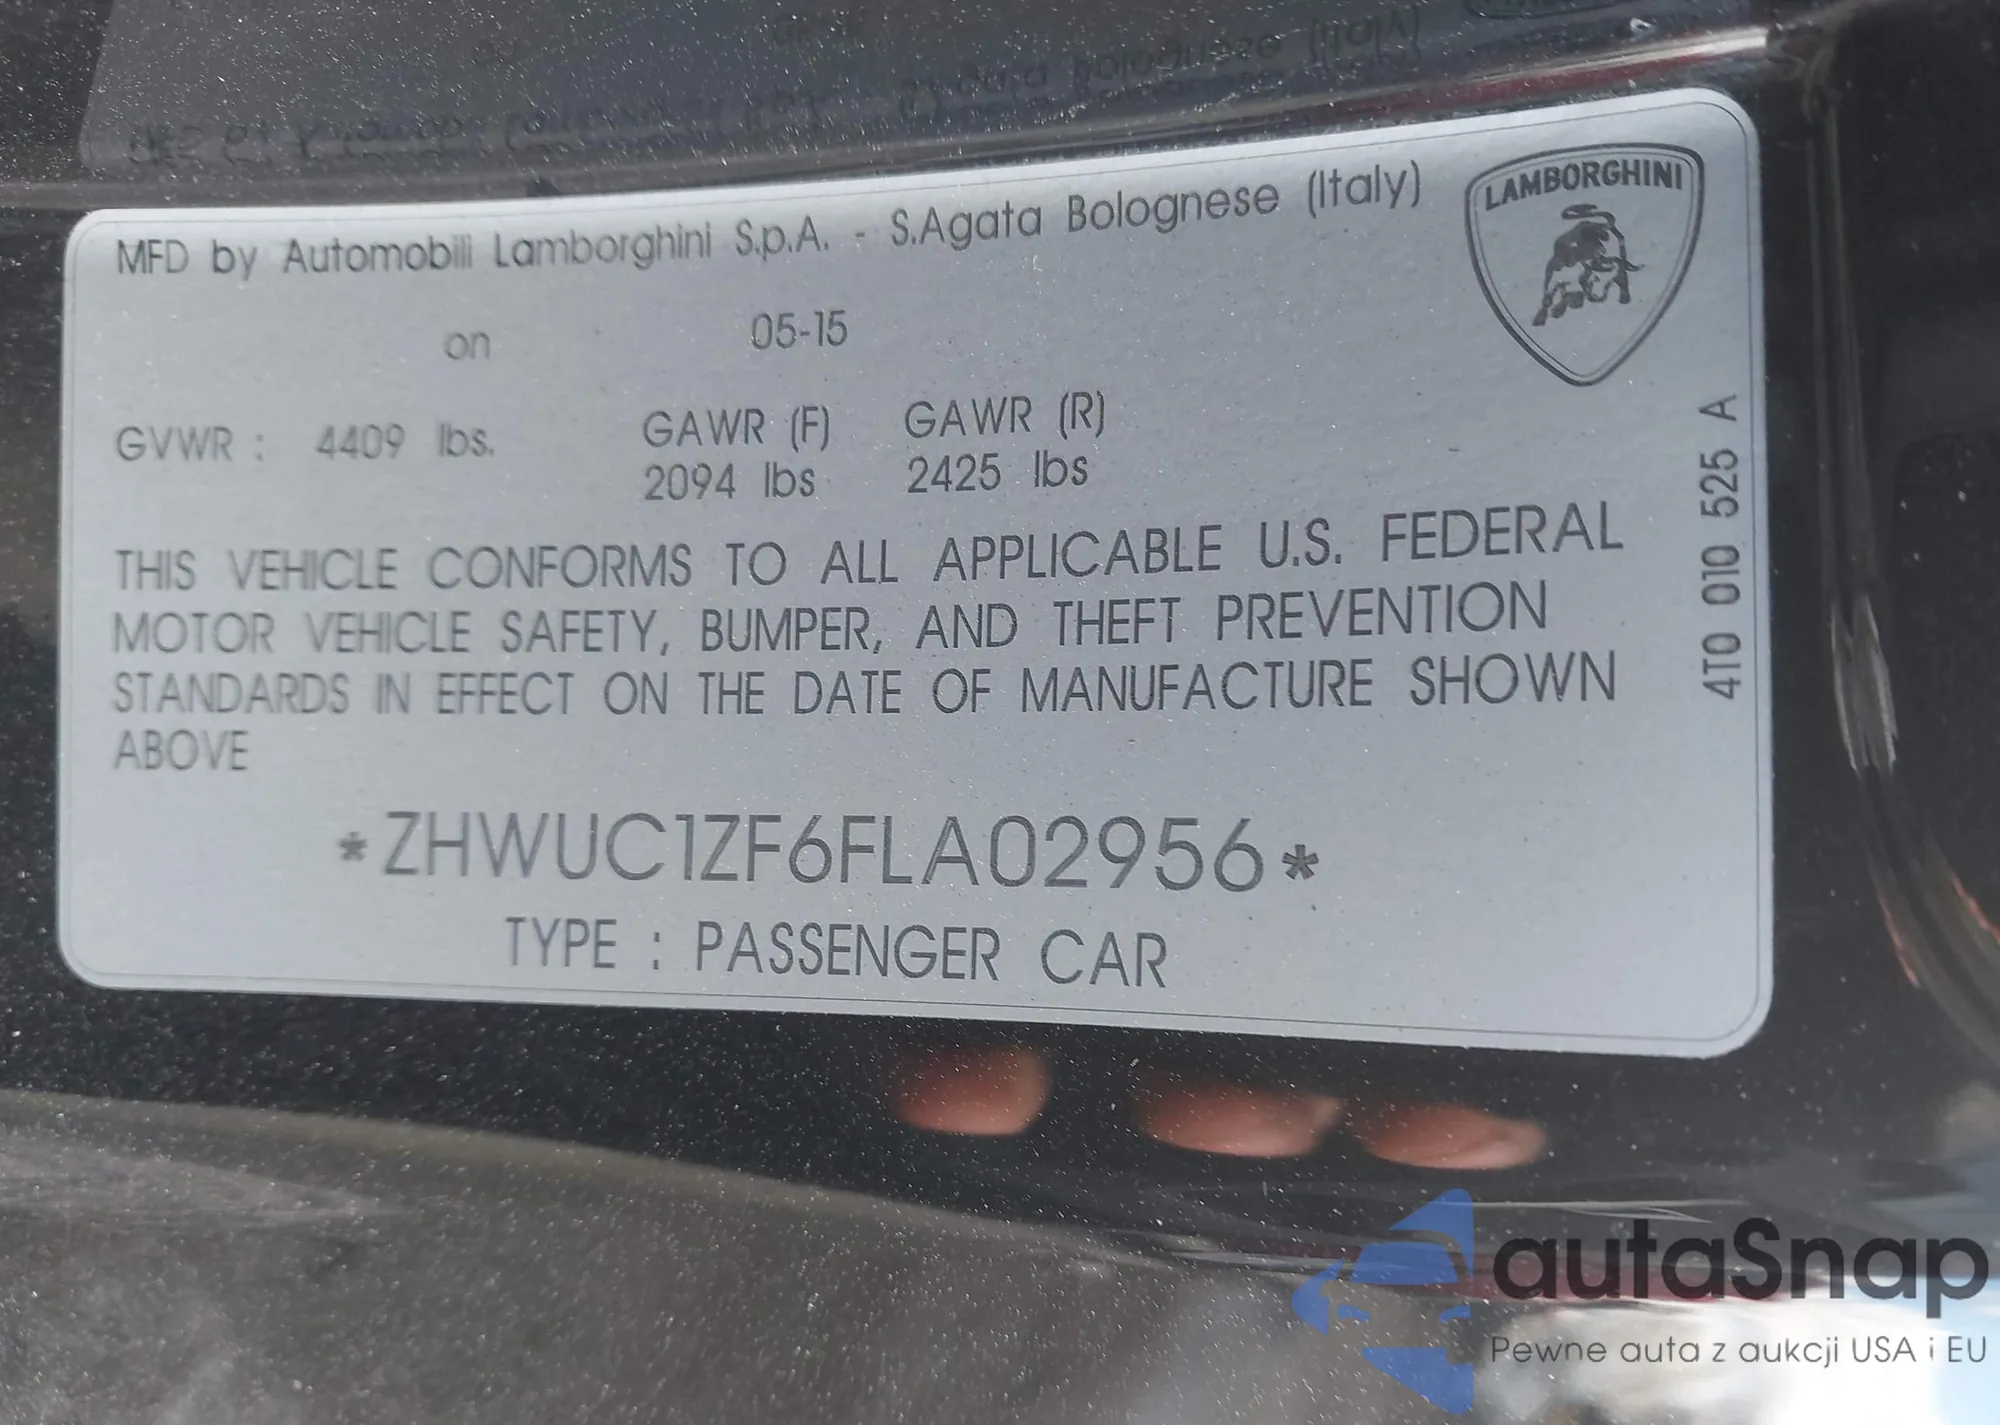 MFD by Automobili Lamborghini S.p.A. - S.Agata Bolognese (Italy)
LAMBORGHINI
on 05-15
GVWR : 4409 lbs.
GAWR (F) GAWR (R)
2094 lbs 2425 lbs
THIS VEHICLE CONFORMS TO ALL APPLICABLE U.S. FEDERAL
MOTOR VEHICLE SAFETY, BUMPER, AND THEFT PREVENTION
STANDARDS IN EFFECT ON THE DATE OF MANUFACTURE SHOWN
ABOVE
*ZHWUC1ZF6FLA02956*
TYPE : PASSENGER CAR
4T0 010 525 A
autaSnap
Pewne auta z aukcji USA i EU